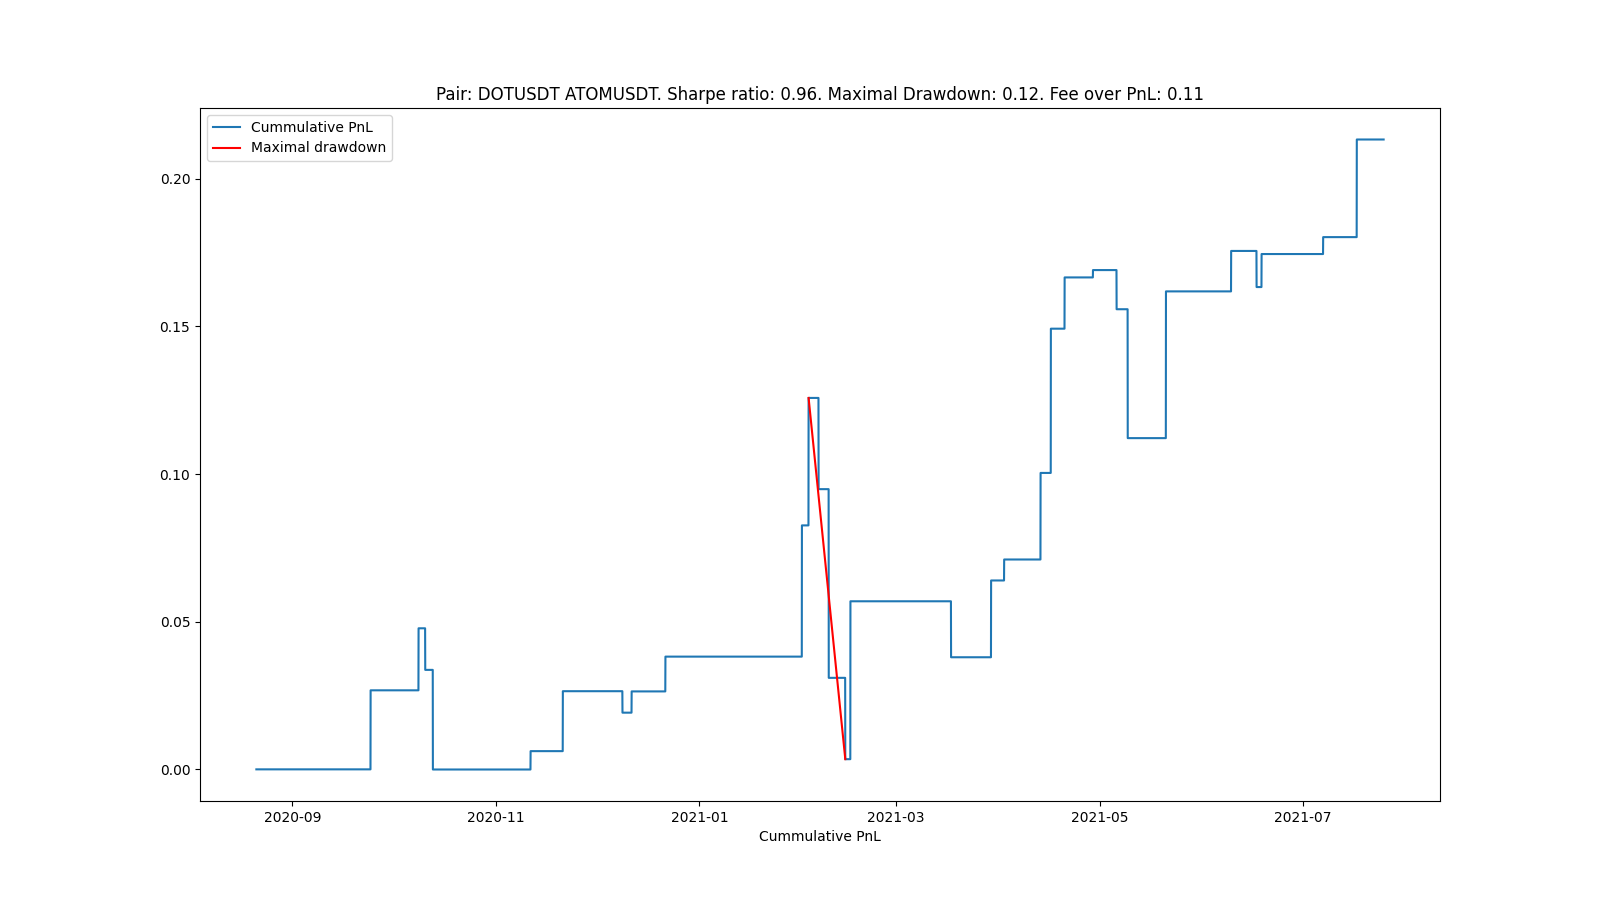 Pair: DOTUSDT ATOMUSDT. Sharpe ratio: 0.96. Maximal Drawdown: 0.12. Fee over PnL: 0.11
Cummulative PnL
Maximal drawdown
0.20
0.15
0.10
0.05
0.00
2020-09 2020-11 2021-01 2021-03 2021-05 2021-07
Cummulative PnL